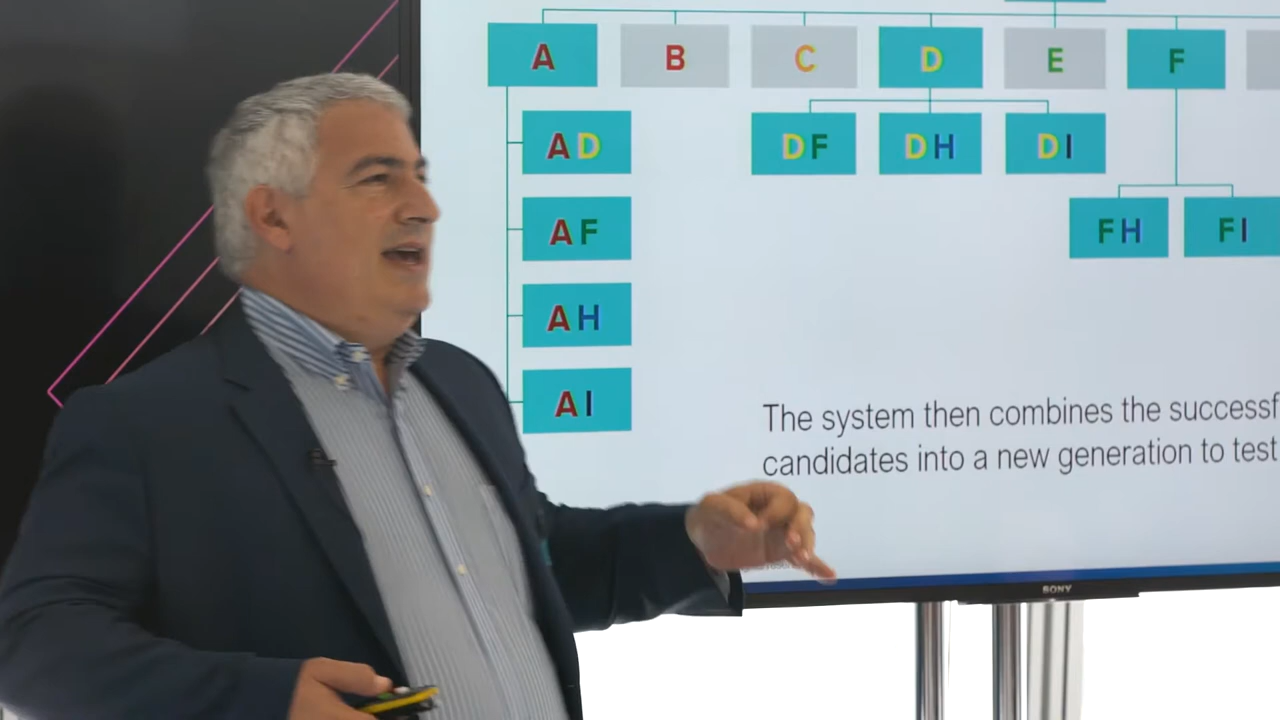 A B C D E F
AD DF DH DI
AF FH FI
AH
AI
The system then combines the successf
candidates into a new generation to test
SONY